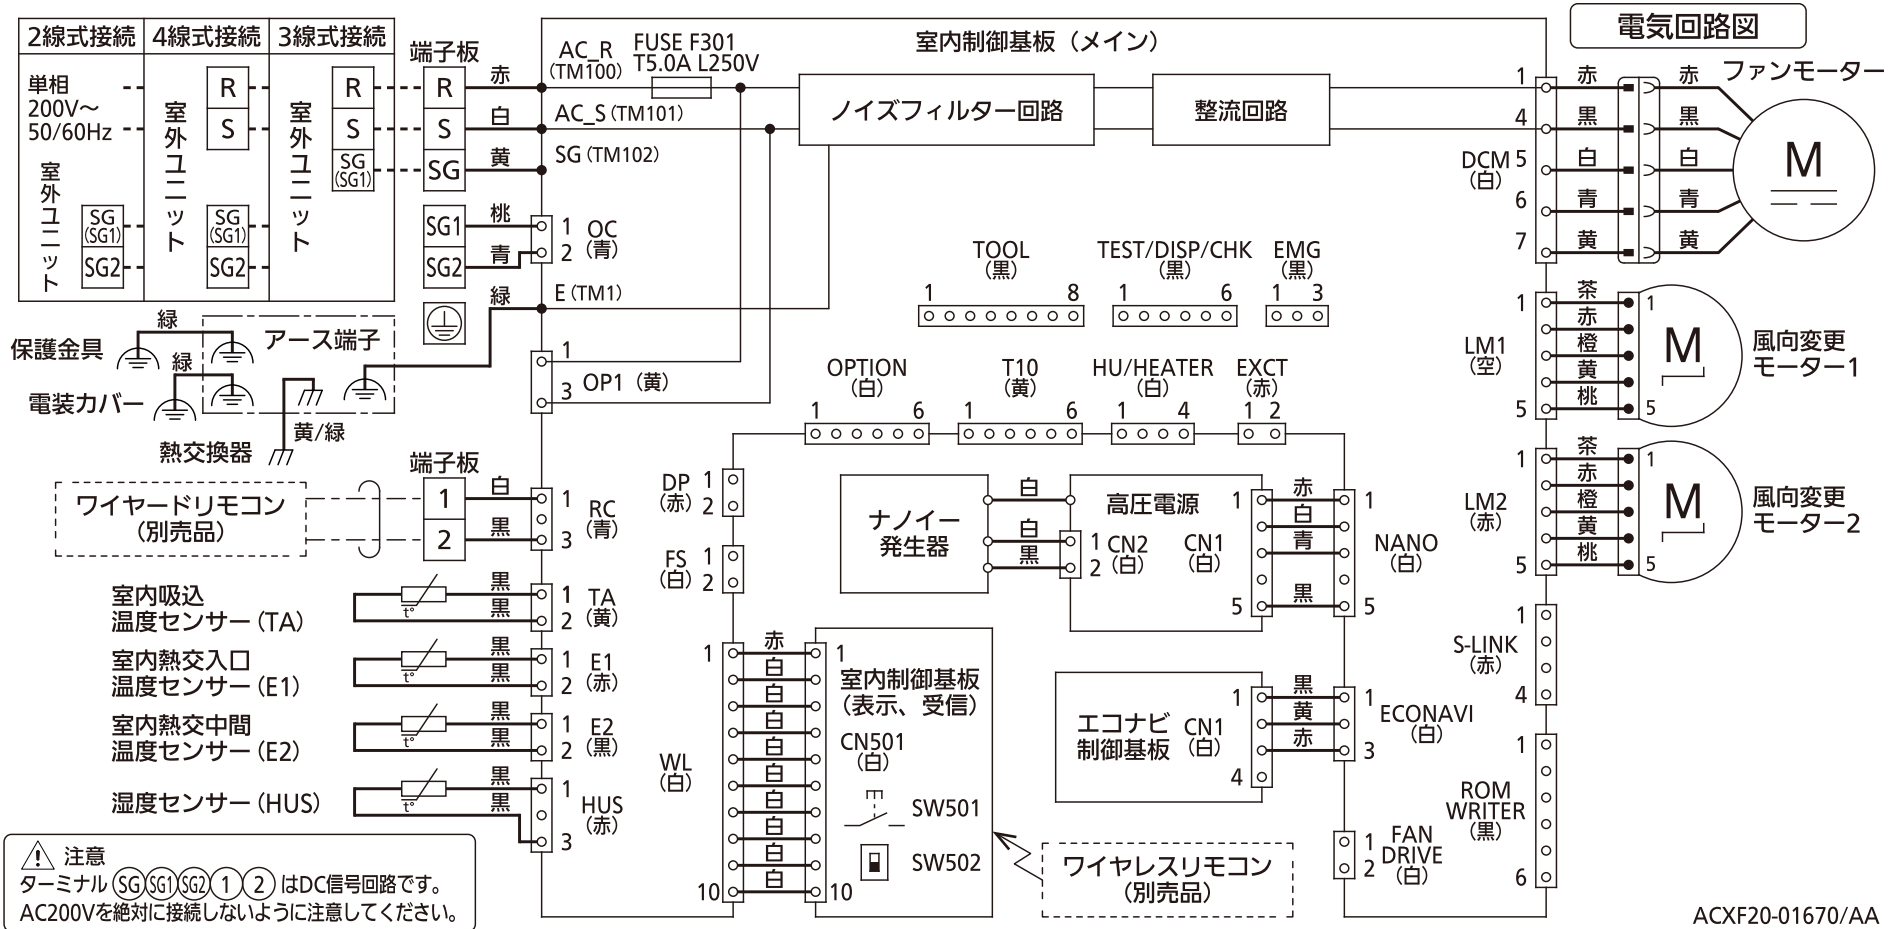 電気回路図
2線式接続
4線式接続
3線式接続
単相
200V～
50/60Hz
室外ユニット
SG
(SG1)
SG2
室外ユニット
R
S
SG
(SG1)
SG2
室外ユニット
R
S
SG
(SG1)
端子板
R
S
SG
SG1
SG2
赤
白
黄
桃
青
緑
AC_R
(TM100)
FUSE F301
T5.0A L250V
AC_S (TM101)
SG (TM102)
1
2
OC
(青)
E (TM1)
1
3
OP1 (黄)
室内制御基板（メイン）
ノイズフィルター回路
整流回路
1
4
5
6
7
DCM
(白)
赤
黒
白
青
黄
赤
黒
白
青
黄
ファンモーター
M
TOOL
(黒)
1
8
TEST/DISP/CHK
(黒)
1
6
EMG
(黒)
1
3
OPTION
(白)
1
6
T10
(黄)
1
6
HU/HEATER
(白)
1
4
EXCT
(赤)
1
2
保護金具
緑
電装カバー
緑
アース端子
黄/緑
熱交換器
端子板
1
2
ワイヤードリモコン
(別売品)
白
黒
1
3
RC
(青)
室内吸込
温度センサー(TA)
t°
黒
黒
1
2
TA
(黄)
室内熱交入口
温度センサー(E1)
t°
黒
黒
1
2
E1
(赤)
室内熱交中間
温度センサー(E2)
t°
黒
黒
1
2
E2
(黒)
湿度センサー(HUS)
t°
黒
黒
1
3
HUS
(赤)
DP
(赤)
1
2
FS
(白)
1
2
WL
(白)
1
10
赤
白
白
白
白
白
白
白
白
白
1
10
室内制御基板
(表示、受信)
CN501
(白)
SW501
SW502
ワイヤレスリモコン
(別売品)
ナノイー
発生器
白
白
黒
高圧電源
1
2
CN2
(白)
CN1
(白)
1
5
赤
白
青
黒
1
5
NANO
(白)
エコナビ
制御基板
CN1
(白)
1
4
黒
黄
赤
1
3
ECONAVI
(白)
1
2
FAN
DRIVE
(白)
LM1
(空)
1
5
茶
赤
橙
黄
桃
1
5
M
風向変更
モーター1
LM2
(赤)
1
5
茶
赤
橙
黄
桃
1
5
M
風向変更
モーター2
S-LINK
(赤)
1
4
ROM
WRITER
(黒)
1
6
注意
ターミナル SG SG1 SG2 1 2 はDC信号回路です。
AC200Vを絶対に接続しないように注意してください。
ACXF20-01670/AA